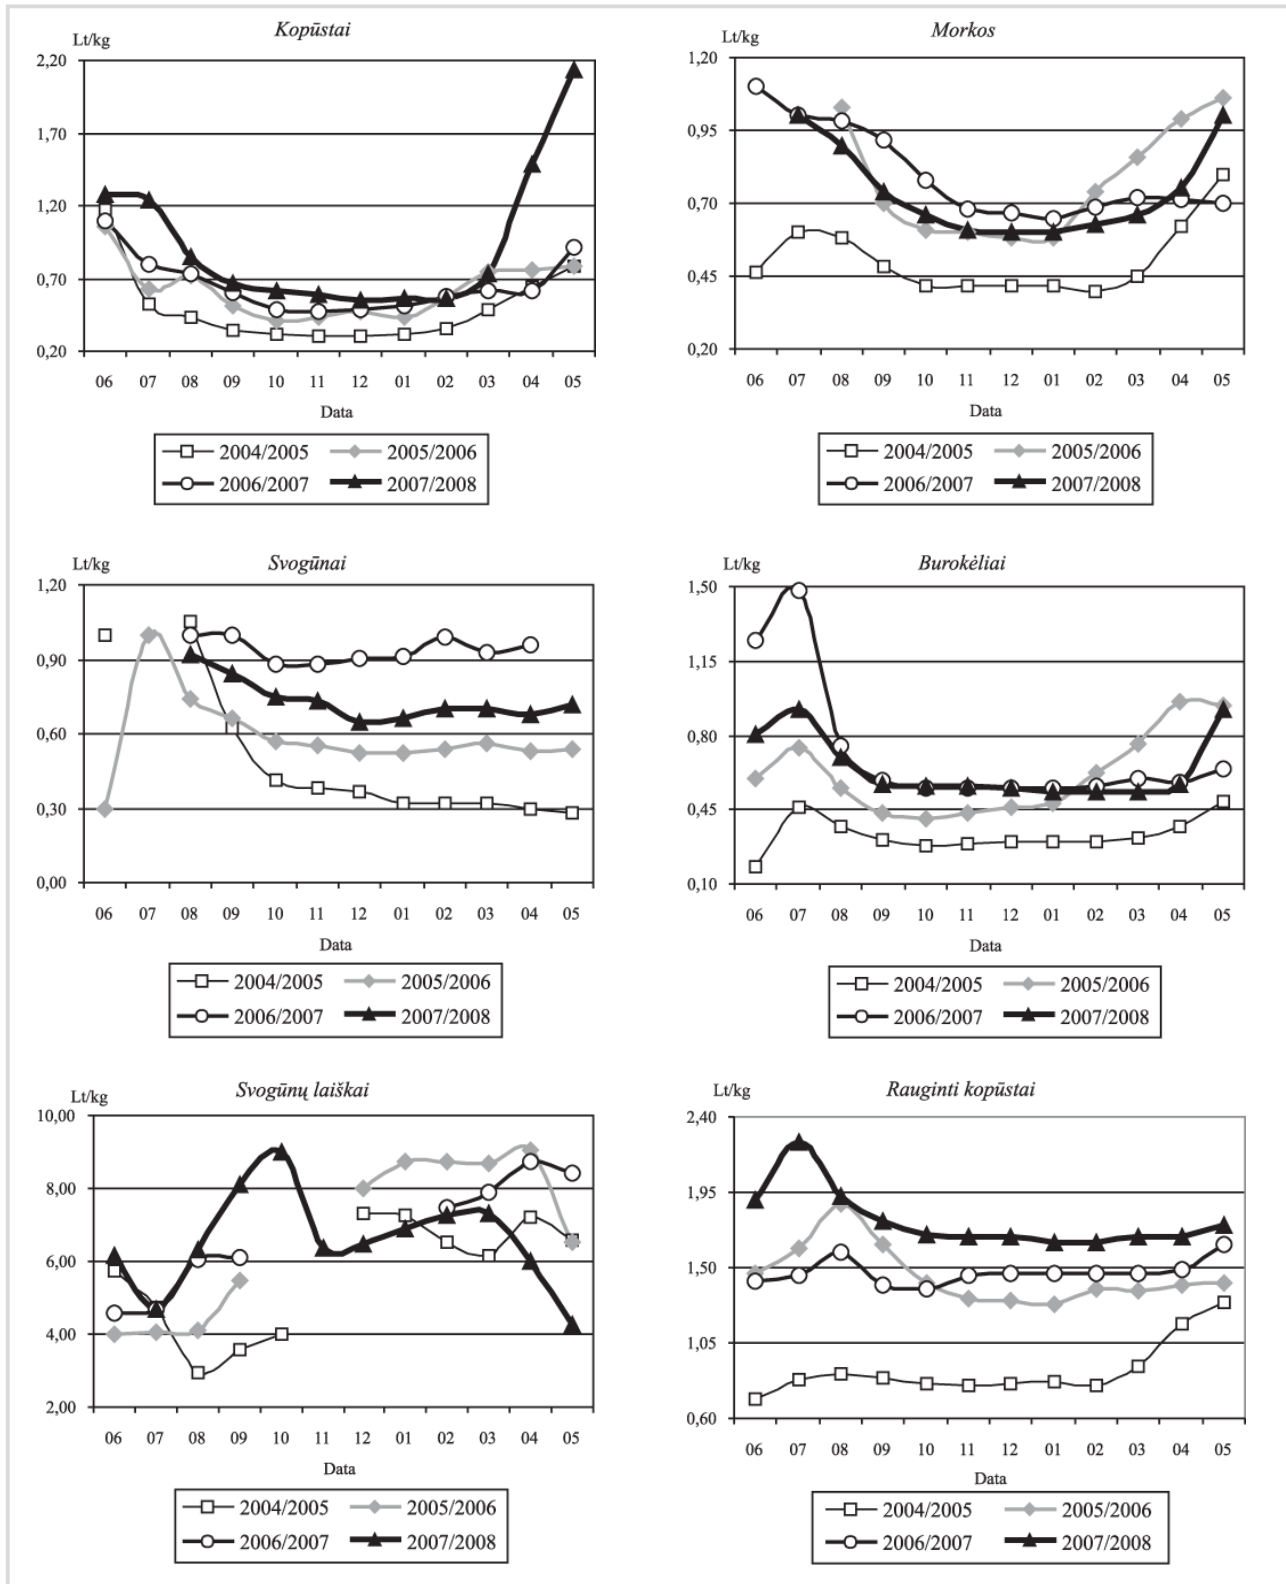 Kopūstai
Lt/kg
2,20
1,70
1,20
0,70
0,20
06 07 08 09 10 11 12 01 02 03 04 05
Data
2004/2005 2005/2006
2006/2007 2007/2008
Morkos
Lt/kg
1,20
0,95
0,70
0,45
0,20
06 07 08 09 10 11 12 01 02 03 04 05
Data
2004/2005 2005/2006
2006/2007 2007/2008
Svogūnai
Lt/kg
1,20
0,90
0,60
0,30
0,00
06 07 08 09 10 11 12 01 02 03 04 05
Data
2004/2005 2005/2006
2006/2007 2007/2008
Burokėliai
Lt/kg
1,50
1,15
0,80
0,45
0,10
06 07 08 09 10 11 12 01 02 03 04 05
Data
2004/2005 2005/2006
2006/2007 2007/2008
Svogūnų laiškai
Lt/kg
10,00
8,00
6,00
4,00
2,00
06 07 08 09 10 11 12 01 02 03 04 05
Data
2004/2005 2005/2006
2006/2007 2007/2008
Rauginti kopūstai
Lt/kg
2,40
1,95
1,50
1,05
0,60
06 07 08 09 10 11 12 01 02 03 04 05
Data
2004/2005 2005/2006
2006/2007 2007/2008